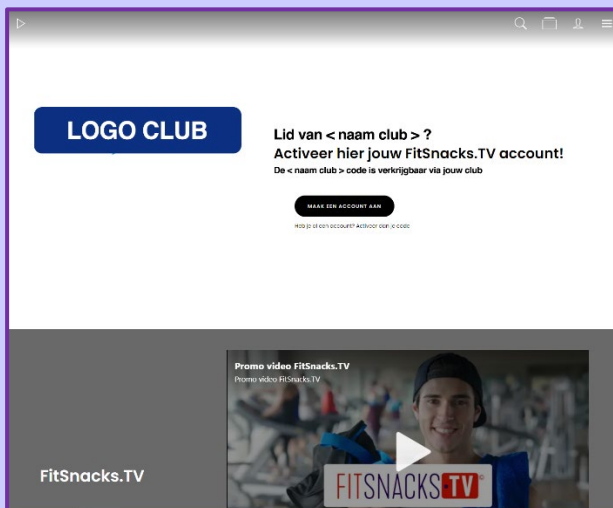 LOGO CLUB
Lid van < naam club > ?
Activeer hier jouw FitSnacks.TV account!
De < naam club > code is verkrijgbaar via jouw club
MAAK EEN ACCOUNT AAN
Heb je al een account? Activeer dan je code
Promo video FitSnacks.TV
Promo video FitSnacks.TV
FitSnacks.TV
FITSNACKS TV